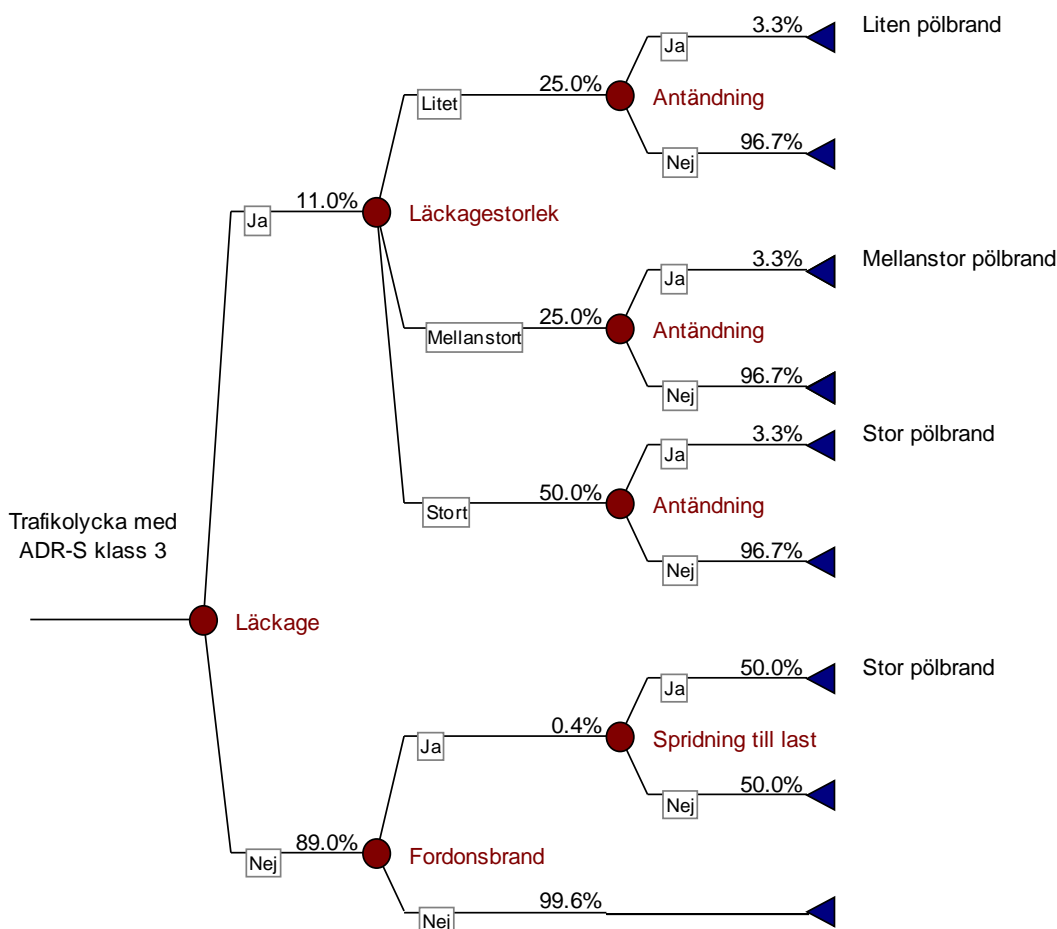 3.3%
Liten pölbrand
Ja
25.0%
Antändning
Litet
96.7%
Nej
11.0%
Ja
Läckagestorlek
3.3%
Mellanstor pölbrand
Ja
25.0%
Antändning
Mellanstort
96.7%
Nej
3.3%
Stor pölbrand
Ja
50.0%
Antändning
Stort
96.7%
Nej
Trafikolycka med
ADR-S klass 3
Läckage
50.0%
Stor pölbrand
Ja
0.4%
Spridning till last
Ja
50.0%
Nej
89.0%
Fordonsbrand
Nej
99.6%
Nej